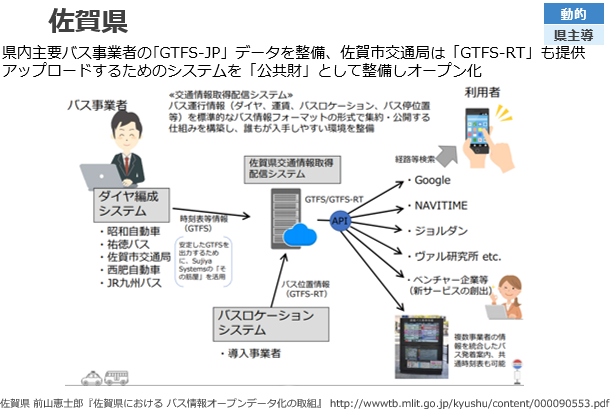 佐賀県
動的
県主導
県内主要バス事業者の「GTFS-JP」データを整備、佐賀市交通局は「GTFS-RT」も提供
アップロードするためのシステムを「公共財」として整備しオープン化
バス事業者
≪交通情報取得配信システム≫
バス運行情報（ダイヤ、運賃、バスロケーション、バス停位置
等）を標準的なバス情報フォーマットの形式で集約・公開する
仕組みを構築し、誰もが入手しやすい環境を整備
利用者
佐賀県交通情報取得
配信システム
経路等検索
ダイヤ編成
システム
・昭和自動車
・祐徳バス
・佐賀市交通局
・西肥自動車
・JR九州バス
時刻表等情報
(GTFS)
安定したGTFSを
出力するため
に、Sujiya
Systemsの「そ
の筋屋」を活用
GTFS/GTFS-RT
API
・Google
・NAVITIME
・ジョルダン
・ヴァル研究所 etc.
・ベンチャー企業等
（新サービスの創出）
バス位置情報
(GTFS-RT)
バスロケーション
システム
・導入事業者
複数事業者の情
報を統合したバ
ス発着案内、共
通時刻表も可能
佐賀県 前山恵士郎『佐賀県における バス情報オープンデータ化の取組』 http://wwwtb.mlit.go.jp/kyushu/content/000090553.pdf